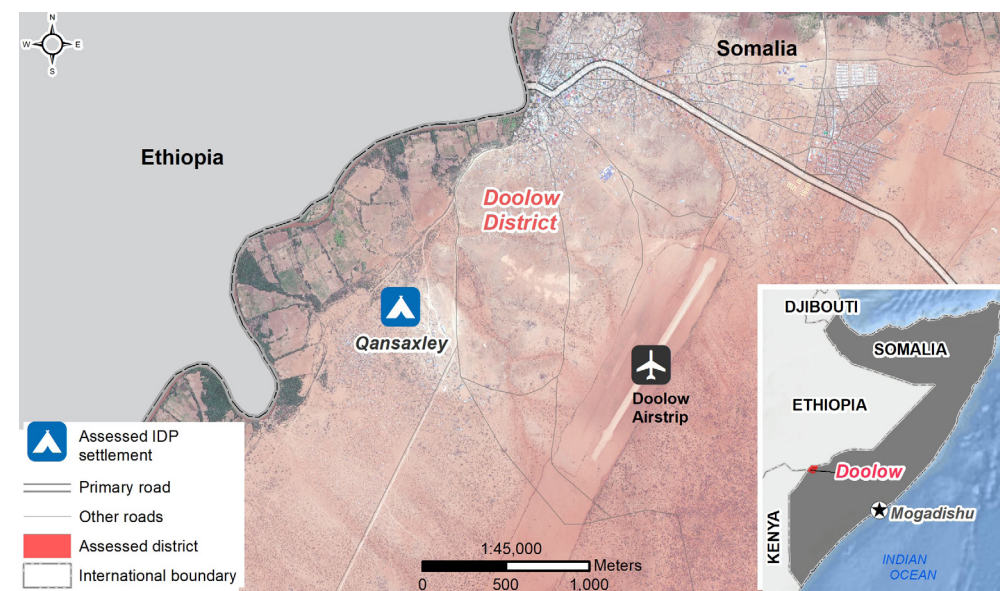 N
W E
S
Somalia
Ethiopia
Doolow
District
Qansaxley
Doolow
Airstrip
Assessed IDP
settlement
Primary road
Other roads
Assessed district
International boundary
1:45,000
Meters
0 500 1,000
DJIBOUTI
SOMALIA
ETHIOPIA
Doolow
Mogadishu
KENYA
INDIAN
OCEAN